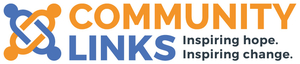 COMMUNITY
LINKS
Inspiring hope.
Inspiring change.